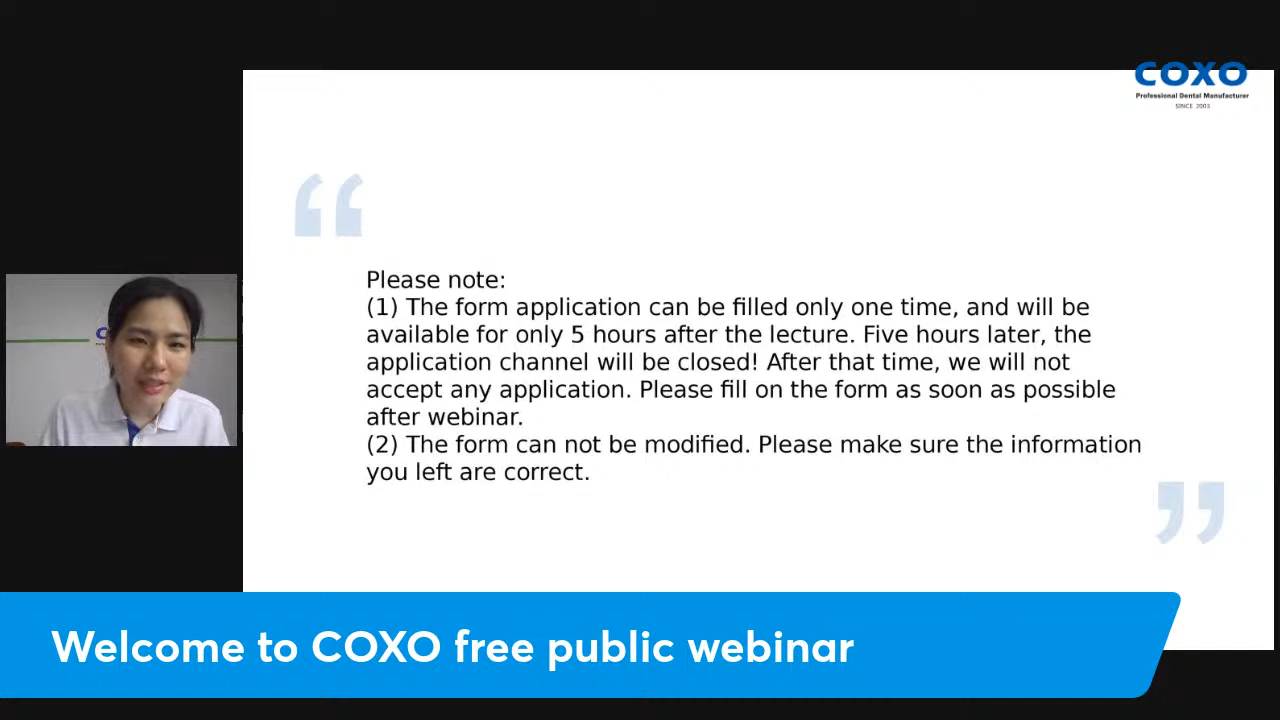 COXO
Professional Dental Manufacturer
SINCE 2003
Please note:
(1) The form application can be filled only one time, and will be
available for only 5 hours after the lecture. Five hours later, the
application channel will be closed! After that time, we will not
accept any application. Please fill on the form as soon as possible
after webinar.
(2) The form can not be modified. Please make sure the information
you left are correct.
Welcome to COXO free public webinar